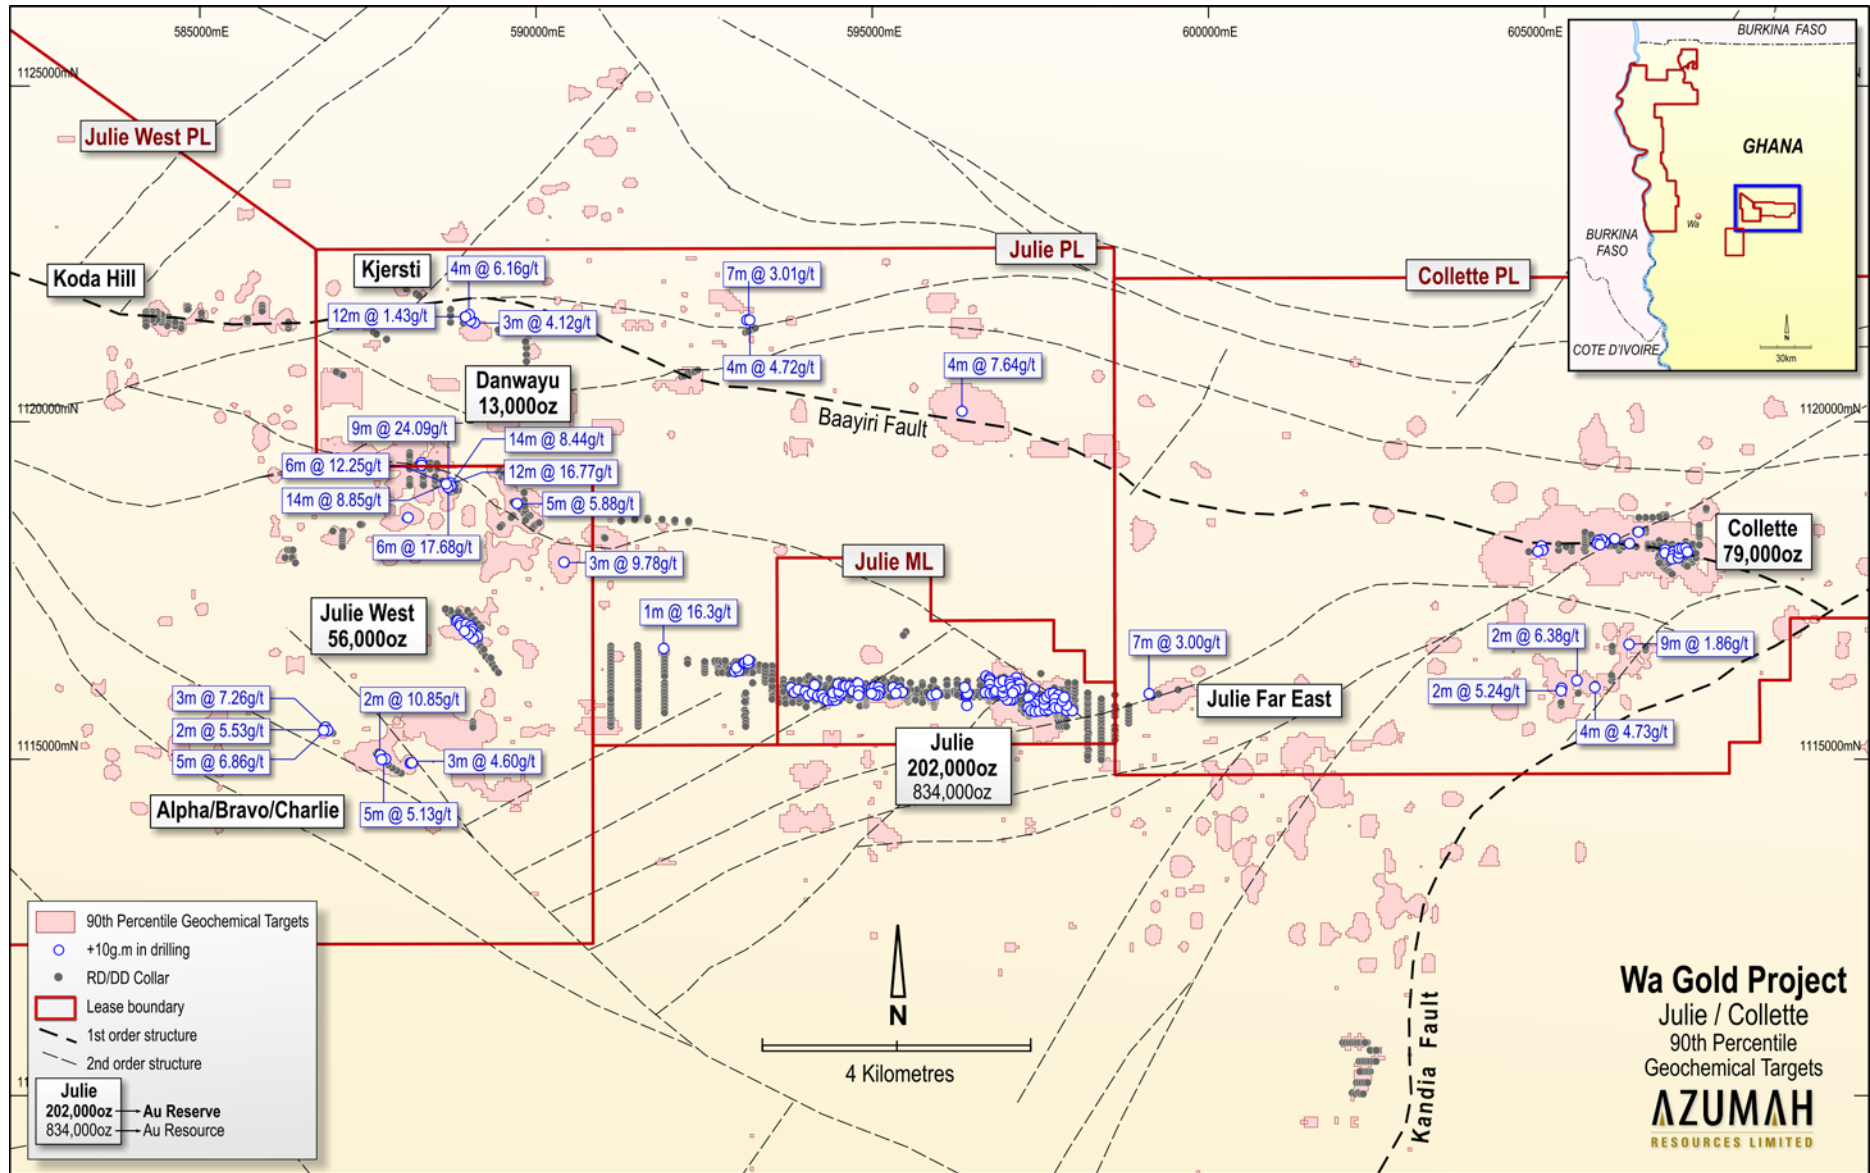 585000mE
590000mE
595000mE
600000mE
605000mE
1125000mN
Julie West PL
Koda Hill
Kjersti
4m @ 6.16g/t
12m @ 1.43g/t
3m @ 4.12g/t
7m @ 3.01g/t
4m @ 4.72g/t
Julie PL
Collette PL
BURKINA FASO
GHANA
Wa
BURKINA
FASO
COTE D'IVOIRE
N
30km
Danwayu
13,000oz
4m @ 7.64g/t
Baayiri Fault
1120000mN
1120000mN
9m @ 24.09g/t
14m @ 8.44g/t
6m @ 12.25g/t
12m @ 16.77g/t
14m @ 8.85g/t
5m @ 5.88g/t
6m @ 17.68g/t
3m @ 9.78g/t
Julie ML
Collette
79,000oz
Julie West
56,000oz
1m @ 16.3g/t
7m @ 3.00g/t
2m @ 6.38g/t
9m @ 1.86g/t
2m @ 5.24g/t
4m @ 4.73g/t
Julie Far East
3m @ 7.26g/t
2m @ 10.85g/t
2m @ 5.53g/t
5m @ 6.86g/t
3m @ 4.60g/t
5m @ 5.13g/t
1115000mN
1115000mN
Alpha/Bravo/Charlie
Julie
202,000oz
834,000oz
90th Percentile Geochemical Targets
+10g.m in drilling
RD/DD Collar
Lease boundary
1st order structure
2nd order structure
Julie
202,000oz Au Reserve
834,000oz Au Resource
N
4 Kilometres
Kandia Fault
Wa Gold Project
Julie / Collette
90th Percentile
Geochemical Targets
AZUMAH
RESOURCES LIMITED